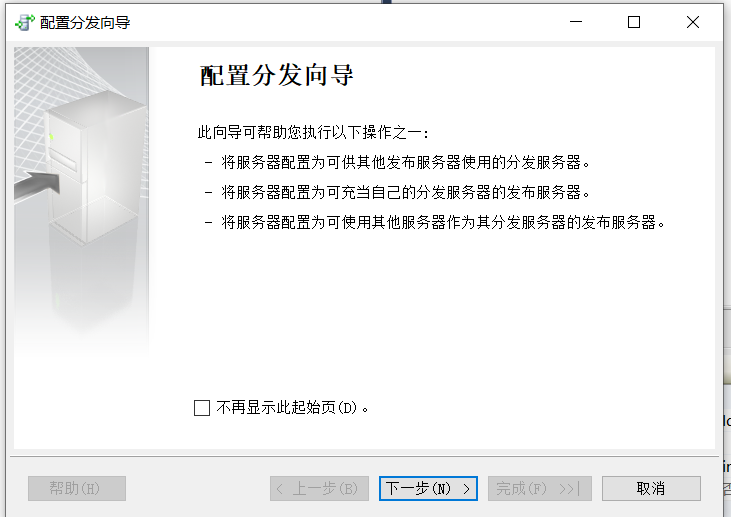 配置分发向导
配置分发向导
此向导可帮助您执行以下操作之一:
- 将服务器配置为可供其他发布服务器使用的分发服务器。
- 将服务器配置为可充当自己的分发服务器的发布服务器。
- 将服务器配置为可使用其他服务器作为其分发服务器的发布服务器。
不再显示此起始页(D)。
帮助(H) < 上一步(B) 下一步(N) > 完成(F) >>| 取消